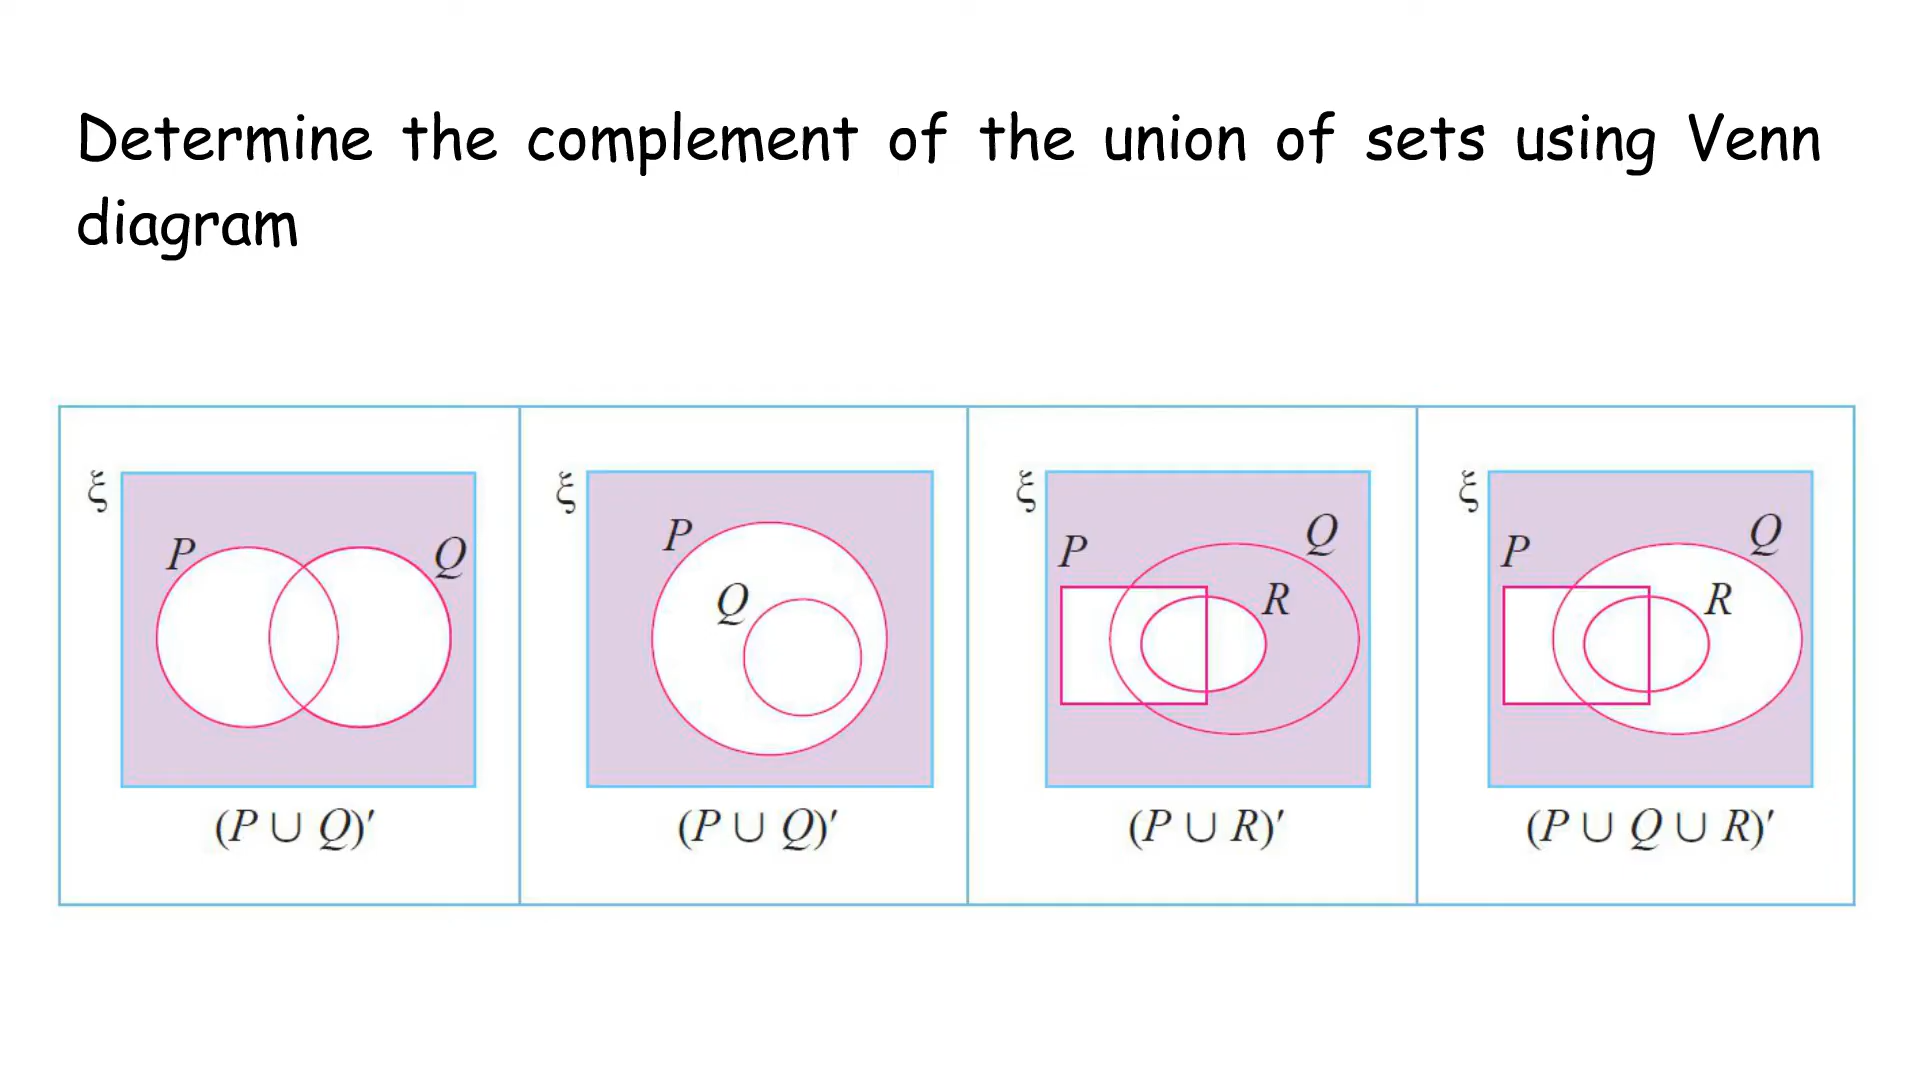 Determine the complement of the union of sets using Venn
diagram
ξ
P
Q
(P ∪ Q)′
ξ
P
Q
(P ∪ Q)′
ξ
P
Q
R
(P ∪ R)′
ξ
P
Q
R
(P ∪ Q ∪ R)′